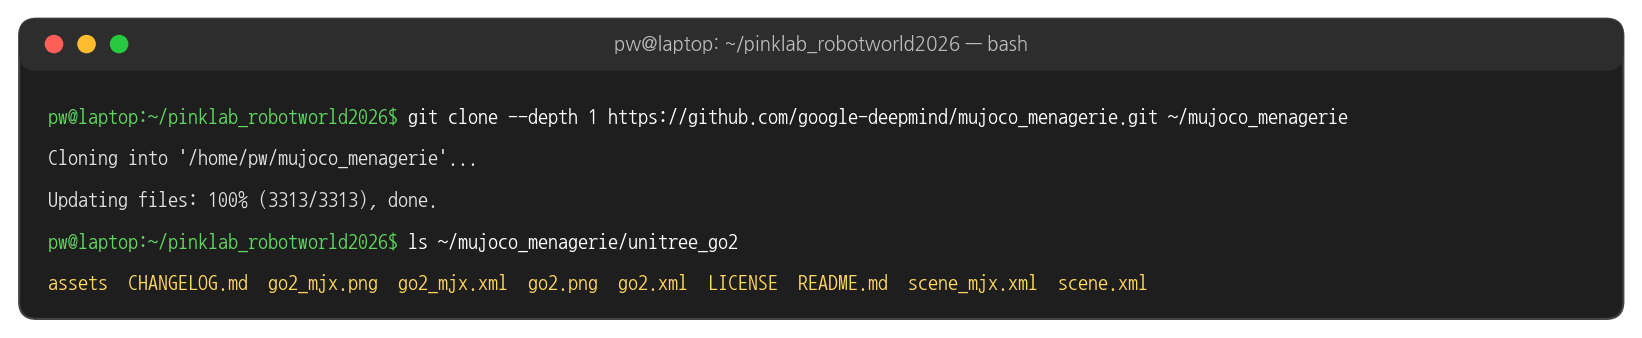 pw@laptop: ~/pinklab_robotworld2026 — bash
pw@laptop:~/pinklab_robotworld2026$ git clone --depth 1 https://github.com/google-deepmind/mujoco_menagerie.git ~/mujoco_menagerie
Cloning into '/home/pw/mujoco_menagerie'...
Updating files: 100% (3313/3313), done.
pw@laptop:~/pinklab_robotworld2026$ ls ~/mujoco_menagerie/unitree_go2
assets  CHANGELOG.md  go2_mjx.png  go2_mjx.xml  go2.png  go2.xml  LICENSE  README.md  scene_mjx.xml  scene.xml